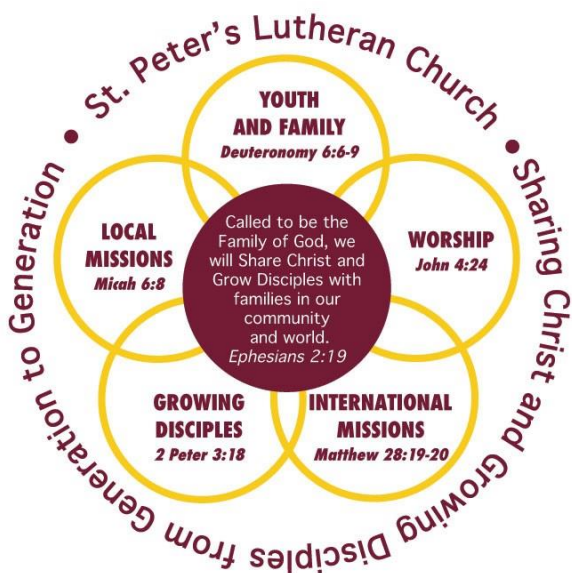 St. Peter's Lutheran Church • Sharing Christ and Growing Disciples from Generation to Generation •
YOUTH
AND FAMILY
Deuteronomy 6:6-9
LOCAL
MISSIONS
Micah 6:8
Called to be the
Family of God, we
will Share Christ and
Grow Disciples with
families in our
community
and world.
Ephesians 2:19
WORSHIP
John 4:24
GROWING
DISCIPLES
2 Peter 3:18
INTERNATIONAL
MISSIONS
Matthew 28:19-20